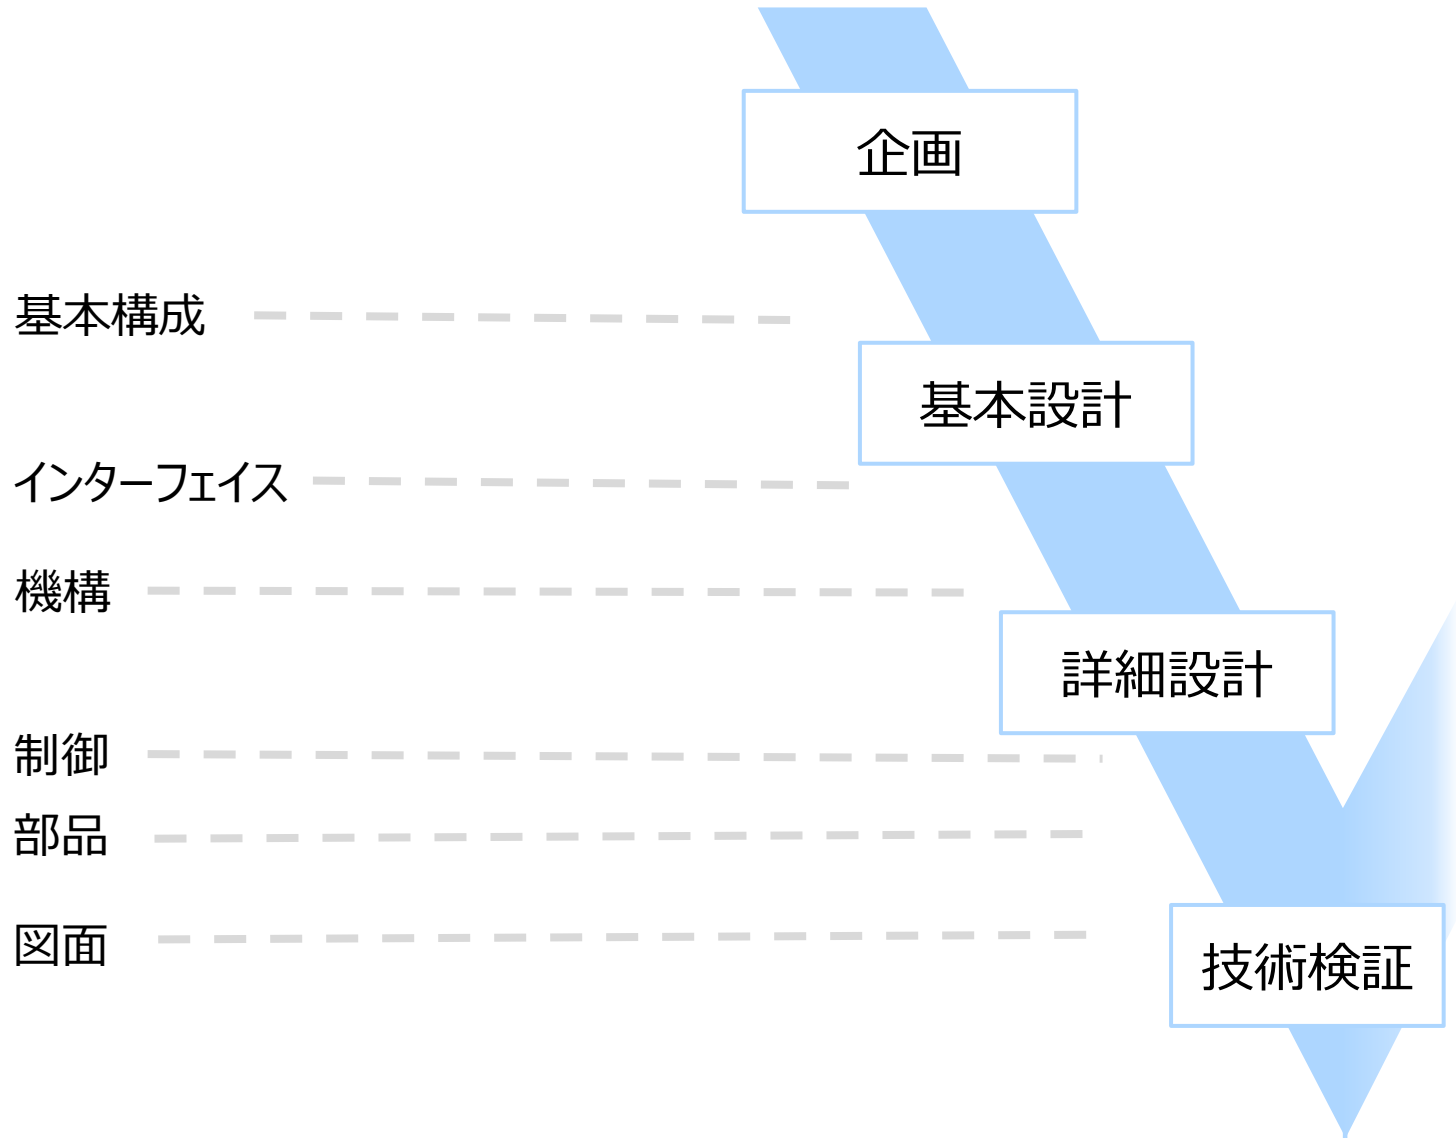 企画
基本構成
基本設計
インターフェイス
機構
詳細設計
制御
部品
図面
技術検証